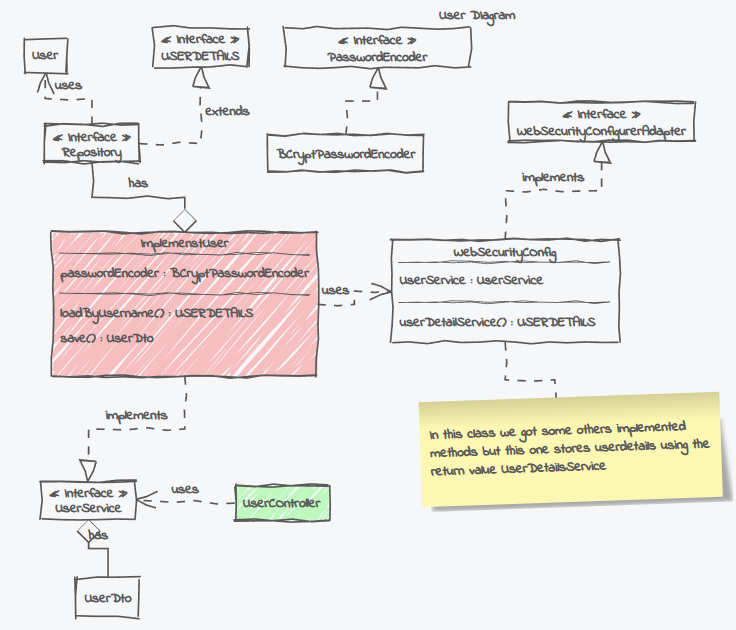 User Diagram
User
« Interface »
USERDETAILS
« Interface »
PasswordEncoder
uses
extends
« Interface »
WebSecurityConfigurerAdapter
« Interface »
Repository
BCryptPasswordEncoder
has
implements
ImplemenstUser
passwordEncoder : BCryptPasswordEncoder
loadByUsername() : USERDETAILS
save() : UserDto
uses
WebSecurityConfig
UserService : UserService
userDetailService() : USERDETAILS
implements
In this class we got some others implemented
methods but this one stores userdetails using the
return value UserDetailsService
« Interface »
UserService
uses
UserController
has
UserDto